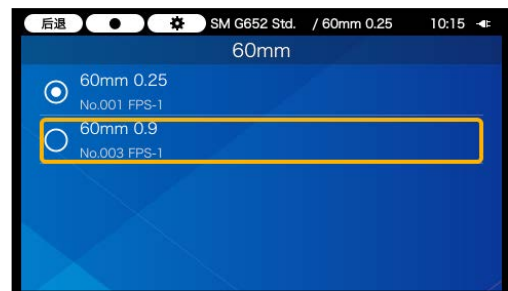 后退 SM G652 Std. / 60mm 0.25 10:15
60mm
60mm 0.25
No.001 FPS-1
60mm 0.9
No.003 FPS-1